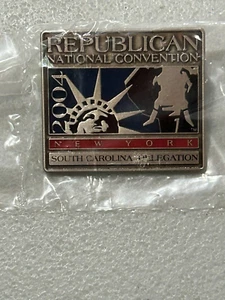 REPUBLICAN
NATIONAL CONVENTION
2004
NEW YORK
SOUTH CAROLINA DELEGATION